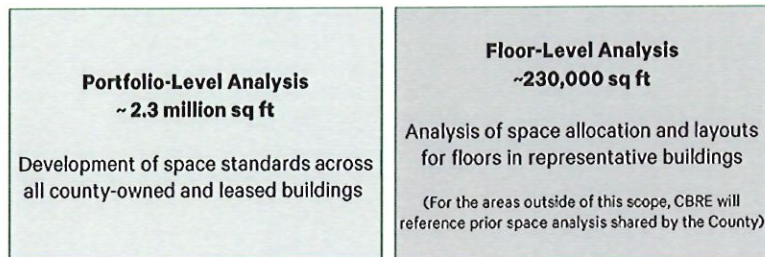 Portfolio-Level Analysis
~ 2.3 million sq ft
Development of space standards across
all county-owned and leased buildings
Floor-Level Analysis
~230,000 sq ft
Analysis of space allocation and layouts
for floors in representative buildings
(For the areas outside of this scope, CBRE will
reference prior space analysis shared by the County)